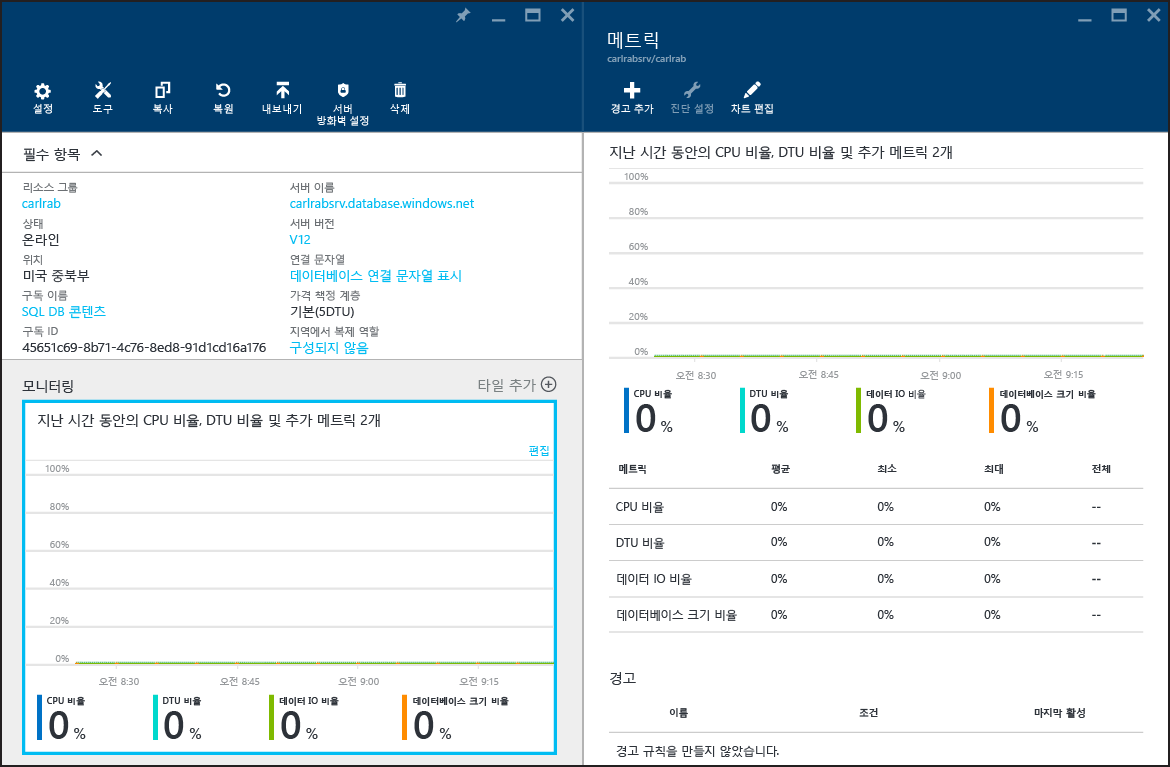 설정
도구
복사
복원
내보내기
서버
방화벽 설정
삭제
필수 항목
리소스 그룹
carlrab
상태
온라인
위치
미국 중북부
구독 이름
SQL DB 콘텐츠
구독 ID
45651c69-8b71-4c76-8ed8-91d1cd16a176
서버 이름
carlrabsrv.database.windows.net
서버 버전
V12
연결 문자열
데이터베이스 연결 문자열 표시
가격 책정 계층
기본(5DTU)
지역에서 복제 역할
구성되지 않음
모니터링
타일 추가
지난 시간 동안의 CPU 비율, DTU 비율 및 추가 메트릭 2개
편집
100%
80%
60%
40%
20%
0%
오전 8:30 오전 8:45 오전 9:00 오전 9:15
CPU 비율 DTU 비율 데이터 IO 비율 데이터베이스 크기 비율
0 % 0 % 0 % 0 %
메트릭
carlrabsrv/carlrab
경고 추가
진단 설정
차트 편집
지난 시간 동안의 CPU 비율, DTU 비율 및 추가 메트릭 2개
100%
80%
60%
40%
20%
0%
오전 8:30 오전 8:45 오전 9:00 오전 9:15
CPU 비율 DTU 비율 데이터 IO 비율 데이터베이스 크기 비율
0 % 0 % 0 % 0 %
메트릭 평균 최소 최대 전체
CPU 비율 0% 0% 0% --
DTU 비율 0% 0% 0% --
데이터 IO 비율 0% 0% 0% --
데이터베이스 크기 비율 0% 0% 0% --
경고
이름 조건 마지막 활성
경고 규칙을 만들지 않았습니다.